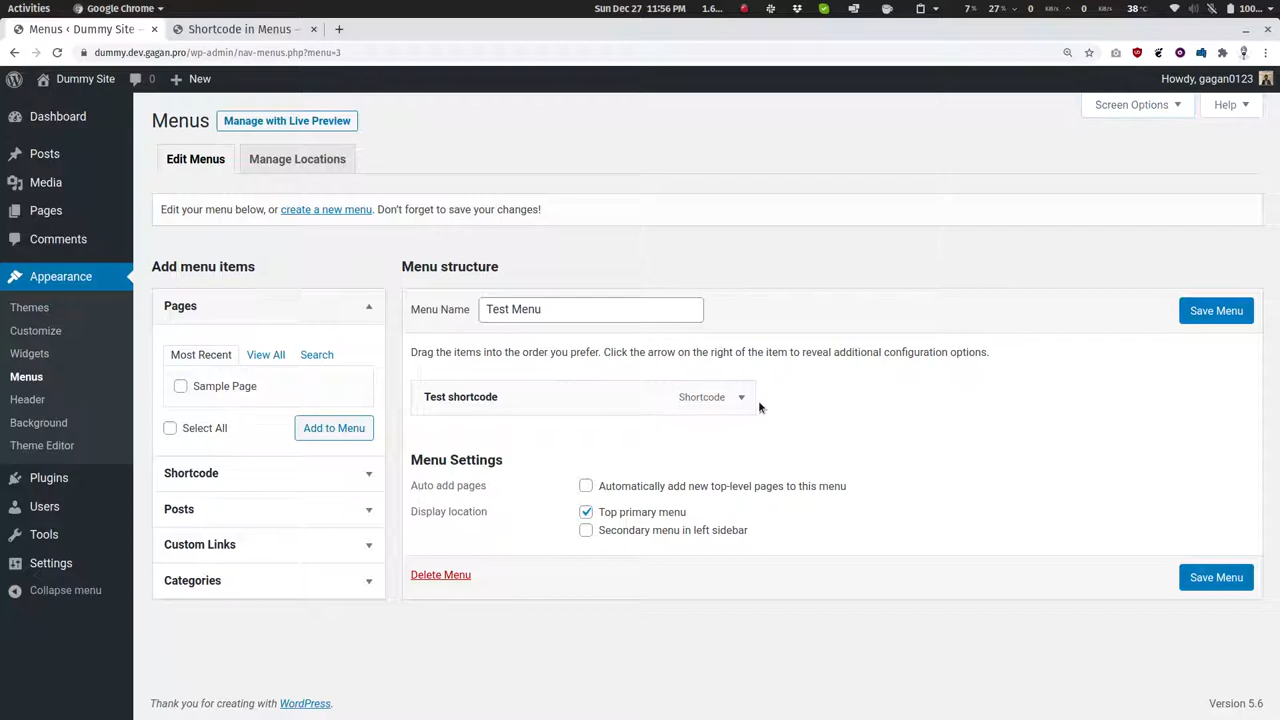 Activities
Google Chrome
Sun Dec 27 11:56 PM
1.6...
7%
27%
0
38°C
100...
Menus ‹ Dummy Site -
Shortcode in Menus –
dummy.dev.gagan.pro/wp-admin/nav-menus.php?menu=3
Dummy Site
0
New
Howdy, gagan0123
Screen Options
Help
Menus
Manage with Live Preview
Edit Menus
Manage Locations
Edit your menu below, or create a new menu. Don't forget to save your changes!
Dashboard
Posts
Media
Pages
Comments
Appearance
Themes
Customize
Widgets
Menus
Header
Background
Theme Editor
Plugins
Users
Tools
Settings
Collapse menu
Add menu items
Pages
Most Recent
View All
Search
Sample Page
Select All
Add to Menu
Shortcode
Posts
Custom Links
Categories
Menu structure
Menu Name
Test Menu
Save Menu
Drag the items into the order you prefer. Click the arrow on the right of the item to reveal additional configuration options.
Test shortcode
Shortcode
Menu Settings
Auto add pages
Automatically add new top-level pages to this menu
Display location
Top primary menu
Secondary menu in left sidebar
Delete Menu
Save Menu
Thank you for creating with WordPress.
Version 5.6